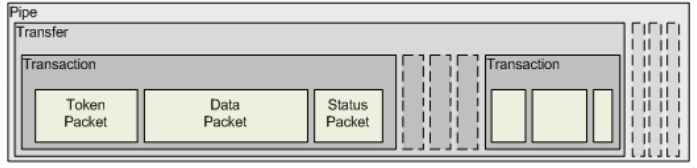 Pipe
Transfer
Transaction
Transaction
Token
Packet
Data
Packet
Status
Packet